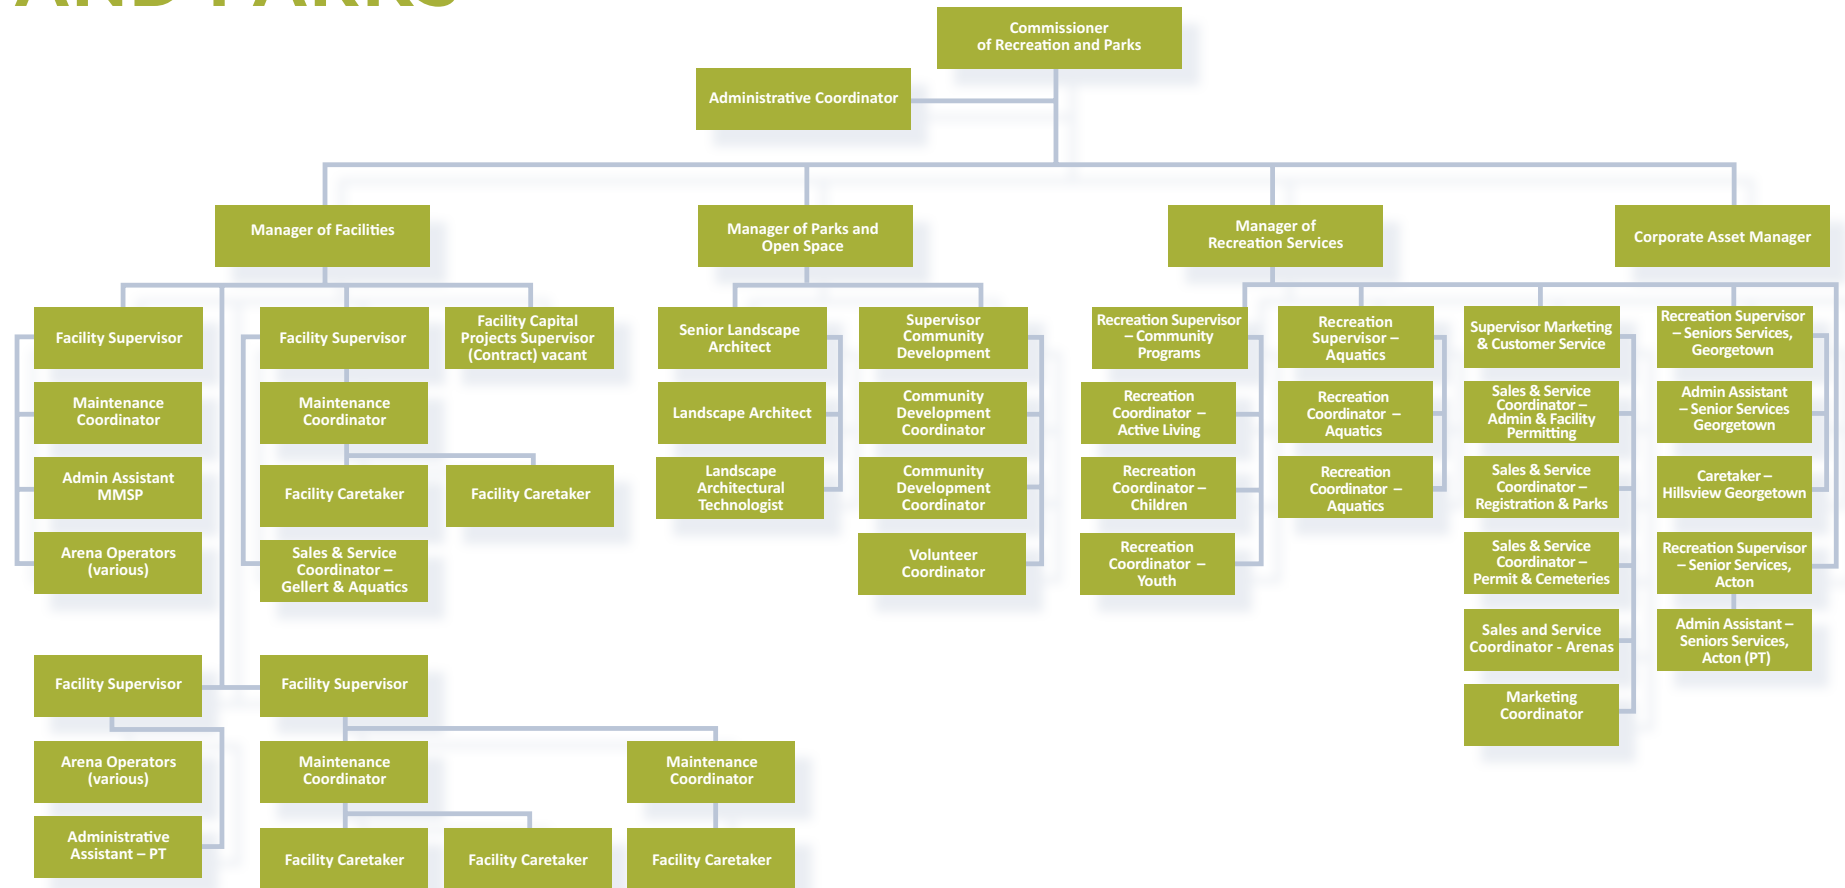 AND PARKS
Commissioner
of Recreation and Parks
Administrative Coordinator
Manager of Facilities
Manager of Parks and
Open Space
Manager of
Recreation Services
Corporate Asset Manager
Facility Supervisor
Maintenance
Coordinator
Admin Assistant
MMSP
Arena Operators
(various)
Facility Supervisor
Maintenance
Coordinator
Facility Caretaker
Facility Caretaker
Sales & Service
Coordinator –
Gellert & Aquatics
Facility Capital
Projects Supervisor
(Contract) vacant
Facility Supervisor
Arena Operators
(various)
Administrative
Assistant – PT
Facility Supervisor
Maintenance
Coordinator
Facility Caretaker
Facility Caretaker
Maintenance
Coordinator
Facility Caretaker
Senior Landscape
Architect
Landscape Architect
Landscape
Architectural
Technologist
Supervisor
Community
Development
Community
Development
Coordinator
Community
Development
Coordinator
Volunteer
Coordinator
Recreation Supervisor
– Community
Programs
Recreation
Coordinator –
Active Living
Recreation
Coordinator –
Children
Recreation
Coordinator –
Youth
Recreation
Supervisor –
Aquatics
Recreation
Coordinator –
Aquatics
Recreation
Coordinator –
Aquatics
Supervisor Marketing
& Customer Service
Sales & Service
Coordinator –
Admin & Facility
Permitting
Sales & Service
Coordinator –
Registration & Parks
Sales & Service
Coordinator –
Permit & Cemeteries
Sales and Service
Coordinator - Arenas
Marketing
Coordinator
Recreation Supervisor
– Seniors Services,
Georgetown
Admin Assistant
– Senior Services
Georgetown
Caretaker –
Hillsview Georgetown
Recreation Supervisor
– Senior Services,
Acton
Admin Assistant –
Seniors Services,
Acton (PT)